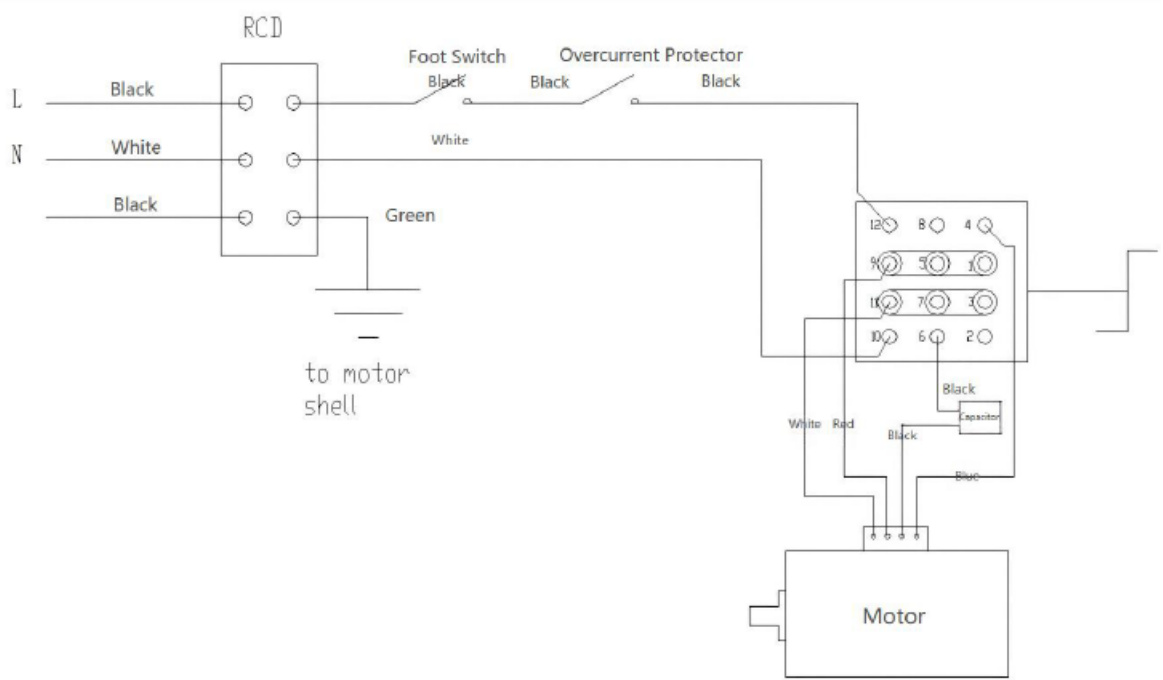 RCD
Foot Switch
Overcurrent Protector
L
Black
Black
Black
Black
N
White
White
Black
Green
12 8 4
9 5 1
11 7 3
10 6 2
to motor
shell
Black
Capacitor
White
Red
Black
Blue
Motor